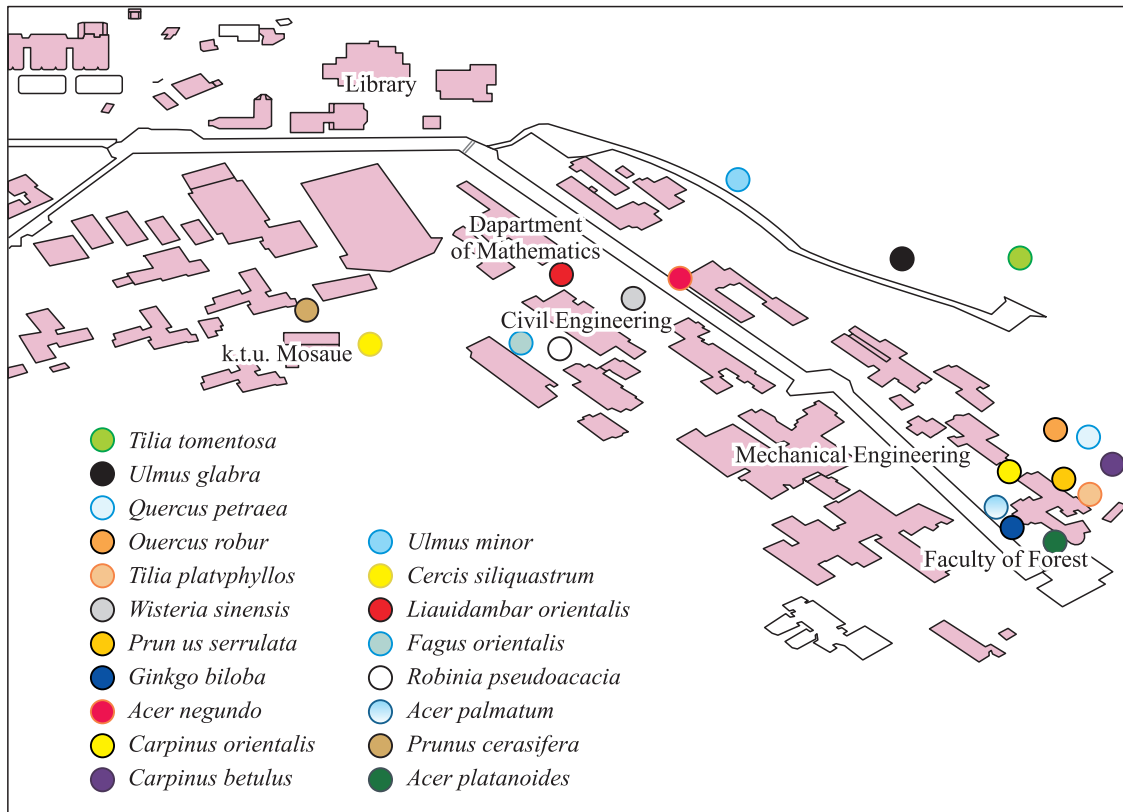 Library
Dapartment
of Mathematics
Civil Engineering
k.t.u. Mosaue
Mechanical Engineering
Faculty of Forest
Tilia tomentosa
Ulmus glabra
Quercus petraea
Ouercus robur
Tilia platvphyllos
Wisteria sinensis
Prun us serrulata
Ginkgo biloba
Acer negundo
Carpinus orientalis
Carpinus betulus
Ulmus minor
Cercis siliquastrum
Liauidambar orientalis
Fagus orientalis
Robinia pseudoacacia
Acer palmatum
Prunus cerasifera
Acer platanoides